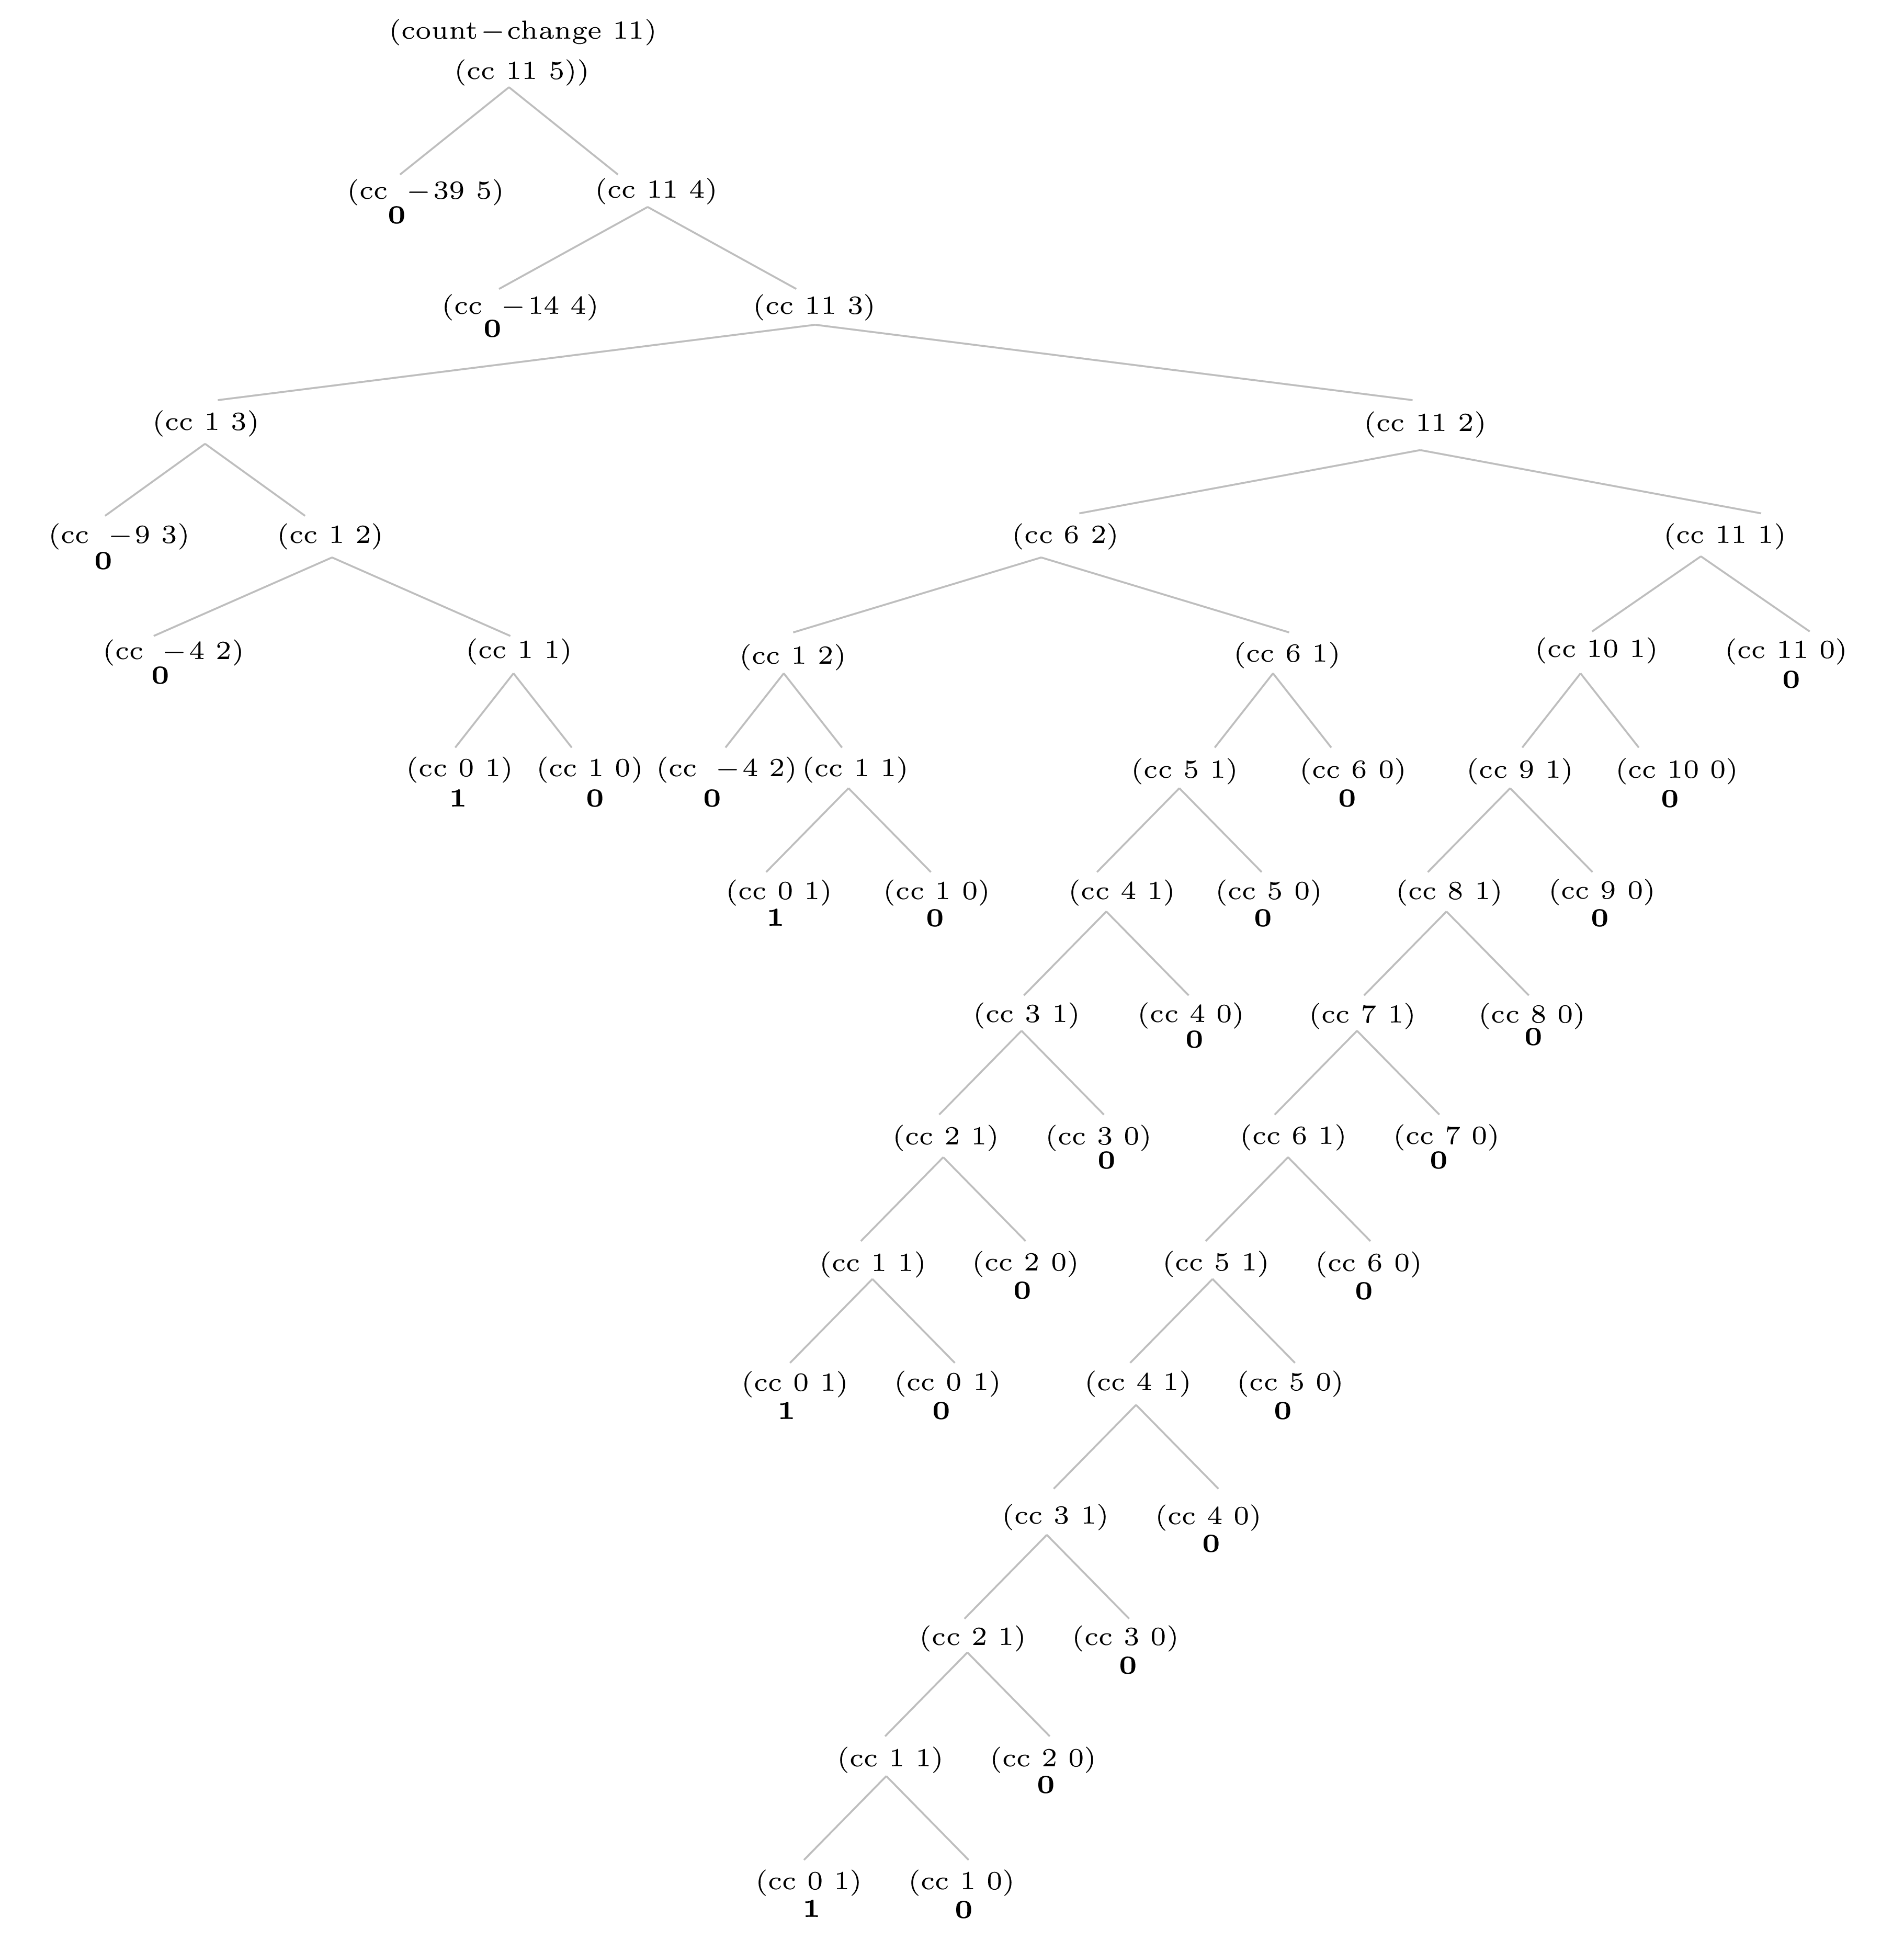 (count−change 11)
(cc 11 5))
(cc −39 5) (cc 11 4)
0
(cc −14 4) (cc 11 3)
0
(cc 1 3) (cc 11 2)
(cc −9 3) (cc 1 2) (cc 6 2) (cc 11 1)
0
(cc −4 2) (cc 1 1) (cc 1 2) (cc 6 1) (cc 10 1) (cc 11 0)
0 0
(cc 0 1) (cc 1 0) (cc −4 2) (cc 1 1) (cc 5 1) (cc 6 0) (cc 9 1) (cc 10 0)
1 0 0 0 0
(cc 0 1) (cc 1 0) (cc 4 1) (cc 5 0) (cc 8 1) (cc 9 0)
1 0 0 0
(cc 3 1) (cc 4 0) (cc 7 1) (cc 8 0)
0 0
(cc 2 1) (cc 3 0) (cc 6 1) (cc 7 0)
0 0
(cc 1 1) (cc 2 0) (cc 5 1) (cc 6 0)
0 0
(cc 0 1) (cc 0 1) (cc 4 1) (cc 5 0)
1 0 0
(cc 3 1) (cc 4 0)
0
(cc 2 1) (cc 3 0)
0
(cc 1 1) (cc 2 0)
0
(cc 0 1) (cc 1 0)
1 0